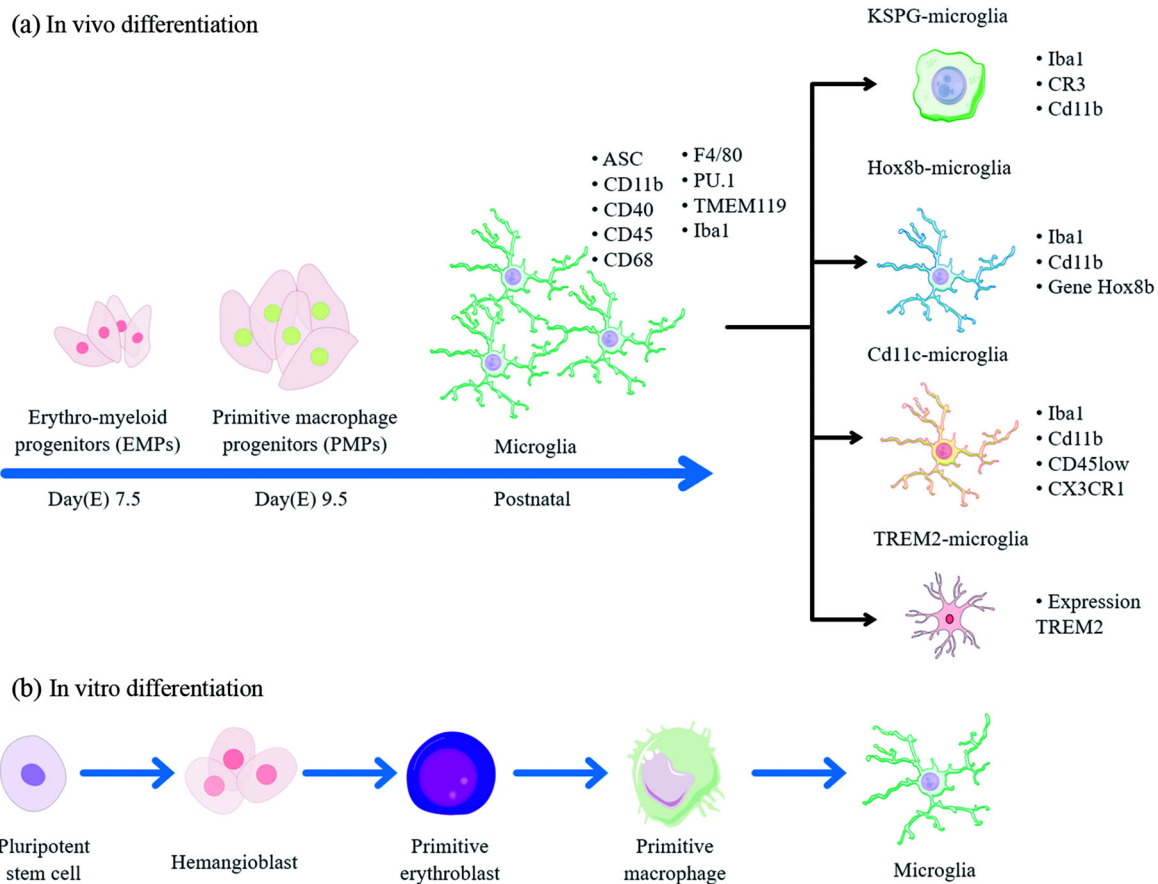 (a) In vivo differentiation
• ASC
• CD11b
• CD40
• CD45
• CD68
• F4/80
• PU.1
• TMEM119
• Iba1
Erythro-myeloid
progenitors (EMPs)
Primitive macrophage
progenitors (PMPs)
Microglia
Day(E) 7.5
Day(E) 9.5
Postnatal
KSPG-microglia
• Iba1
• CR3
• Cd11b
Hox8b-microglia
• Iba1
• Cd11b
• Gene Hox8b
Cd11c-microglia
• Iba1
• Cd11b
• CD45low
• CX3CR1
TREM2-microglia
• Expression
TREM2
(b) In vitro differentiation
Pluripotent
stem cell
Hemangioblast
Primitive
erythroblast
Primitive
macrophage
Microglia